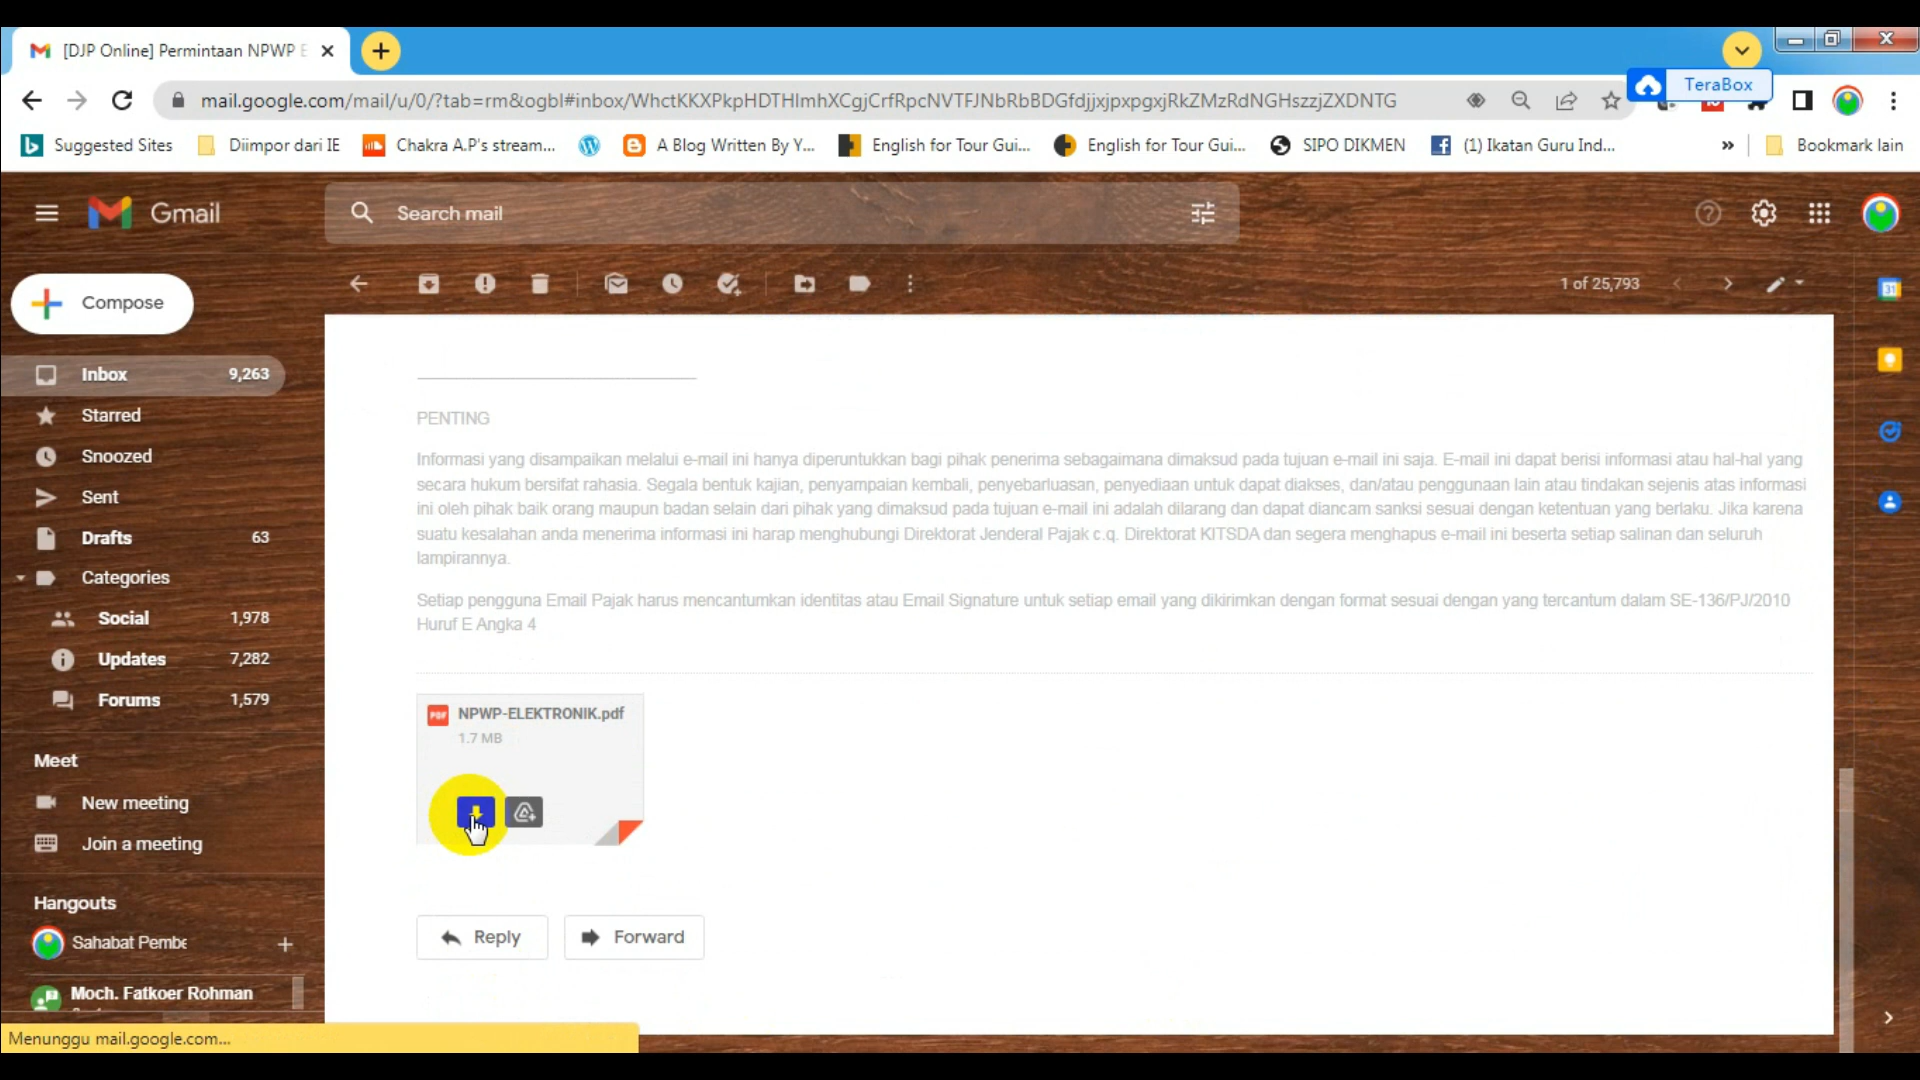 [DJP Online] Permintaan NPWP E
TeraBox
mail.google.com/mail/u/0/?tab=rm&ogbl#inbox/WhctKKXPkpHDTHlmhXCgjCrfRpcNVTFJNbRbBDGfdjjxjpxpgxjRkZMzRdNGHszzjZXDNTG
Suggested Sites
Diimpor dari IE
Chakra A.P's stream...
A Blog Written By Y...
English for Tour Gui...
English for Tour Gui...
SIPO DIKMEN
(1) Ikatan Guru Ind...
»
Bookmark lain
Gmail
Search mail
Compose
1 of 25,793
31
Inbox 9,263
Starred
Snoozed
Sent
Drafts 63
Categories
Social 1,978
Updates 7,282
Forums 1,579
Meet
New meeting
Join a meeting
Hangouts
Sahabat Pembe
Moch. Fatkoer Rohman
PENTING
Informasi yang disampaikan melalui e-mail ini hanya diperuntukkan bagi pihak penerima sebagaimana dimaksud pada tujuan e-mail ini saja. E-mail ini dapat berisi informasi atau hal-hal yang
secara hukum bersifat rahasia. Segala bentuk kajian, penyampaian kembali, penyebarluasan, penyediaan untuk dapat diakses, dan/atau penggunaan lain atau tindakan sejenis atas informasi
ini oleh pihak baik orang maupun badan selain dari pihak yang dimaksud pada tujuan e-mail ini adalah dilarang dan dapat diancam sanksi sesuai dengan ketentuan yang berlaku. Jika karena
suatu kesalahan anda menerima informasi ini harap menghubungi Direktorat Jenderal Pajak c.q. Direktorat KITSDA dan segera menghapus e-mail ini beserta setiap salinan dan seluruh
lampirannya.
Setiap pengguna Email Pajak harus mencantumkan identitas atau Email Signature untuk setiap email yang dikirimkan dengan format sesuai dengan yang tercantum dalam SE-136/PJ/2010
Huruf E Angka 4
PDF NPWP-ELEKTRONIK.pdf
1.7 MB
Reply
Forward
Menunggu mail.google.com...